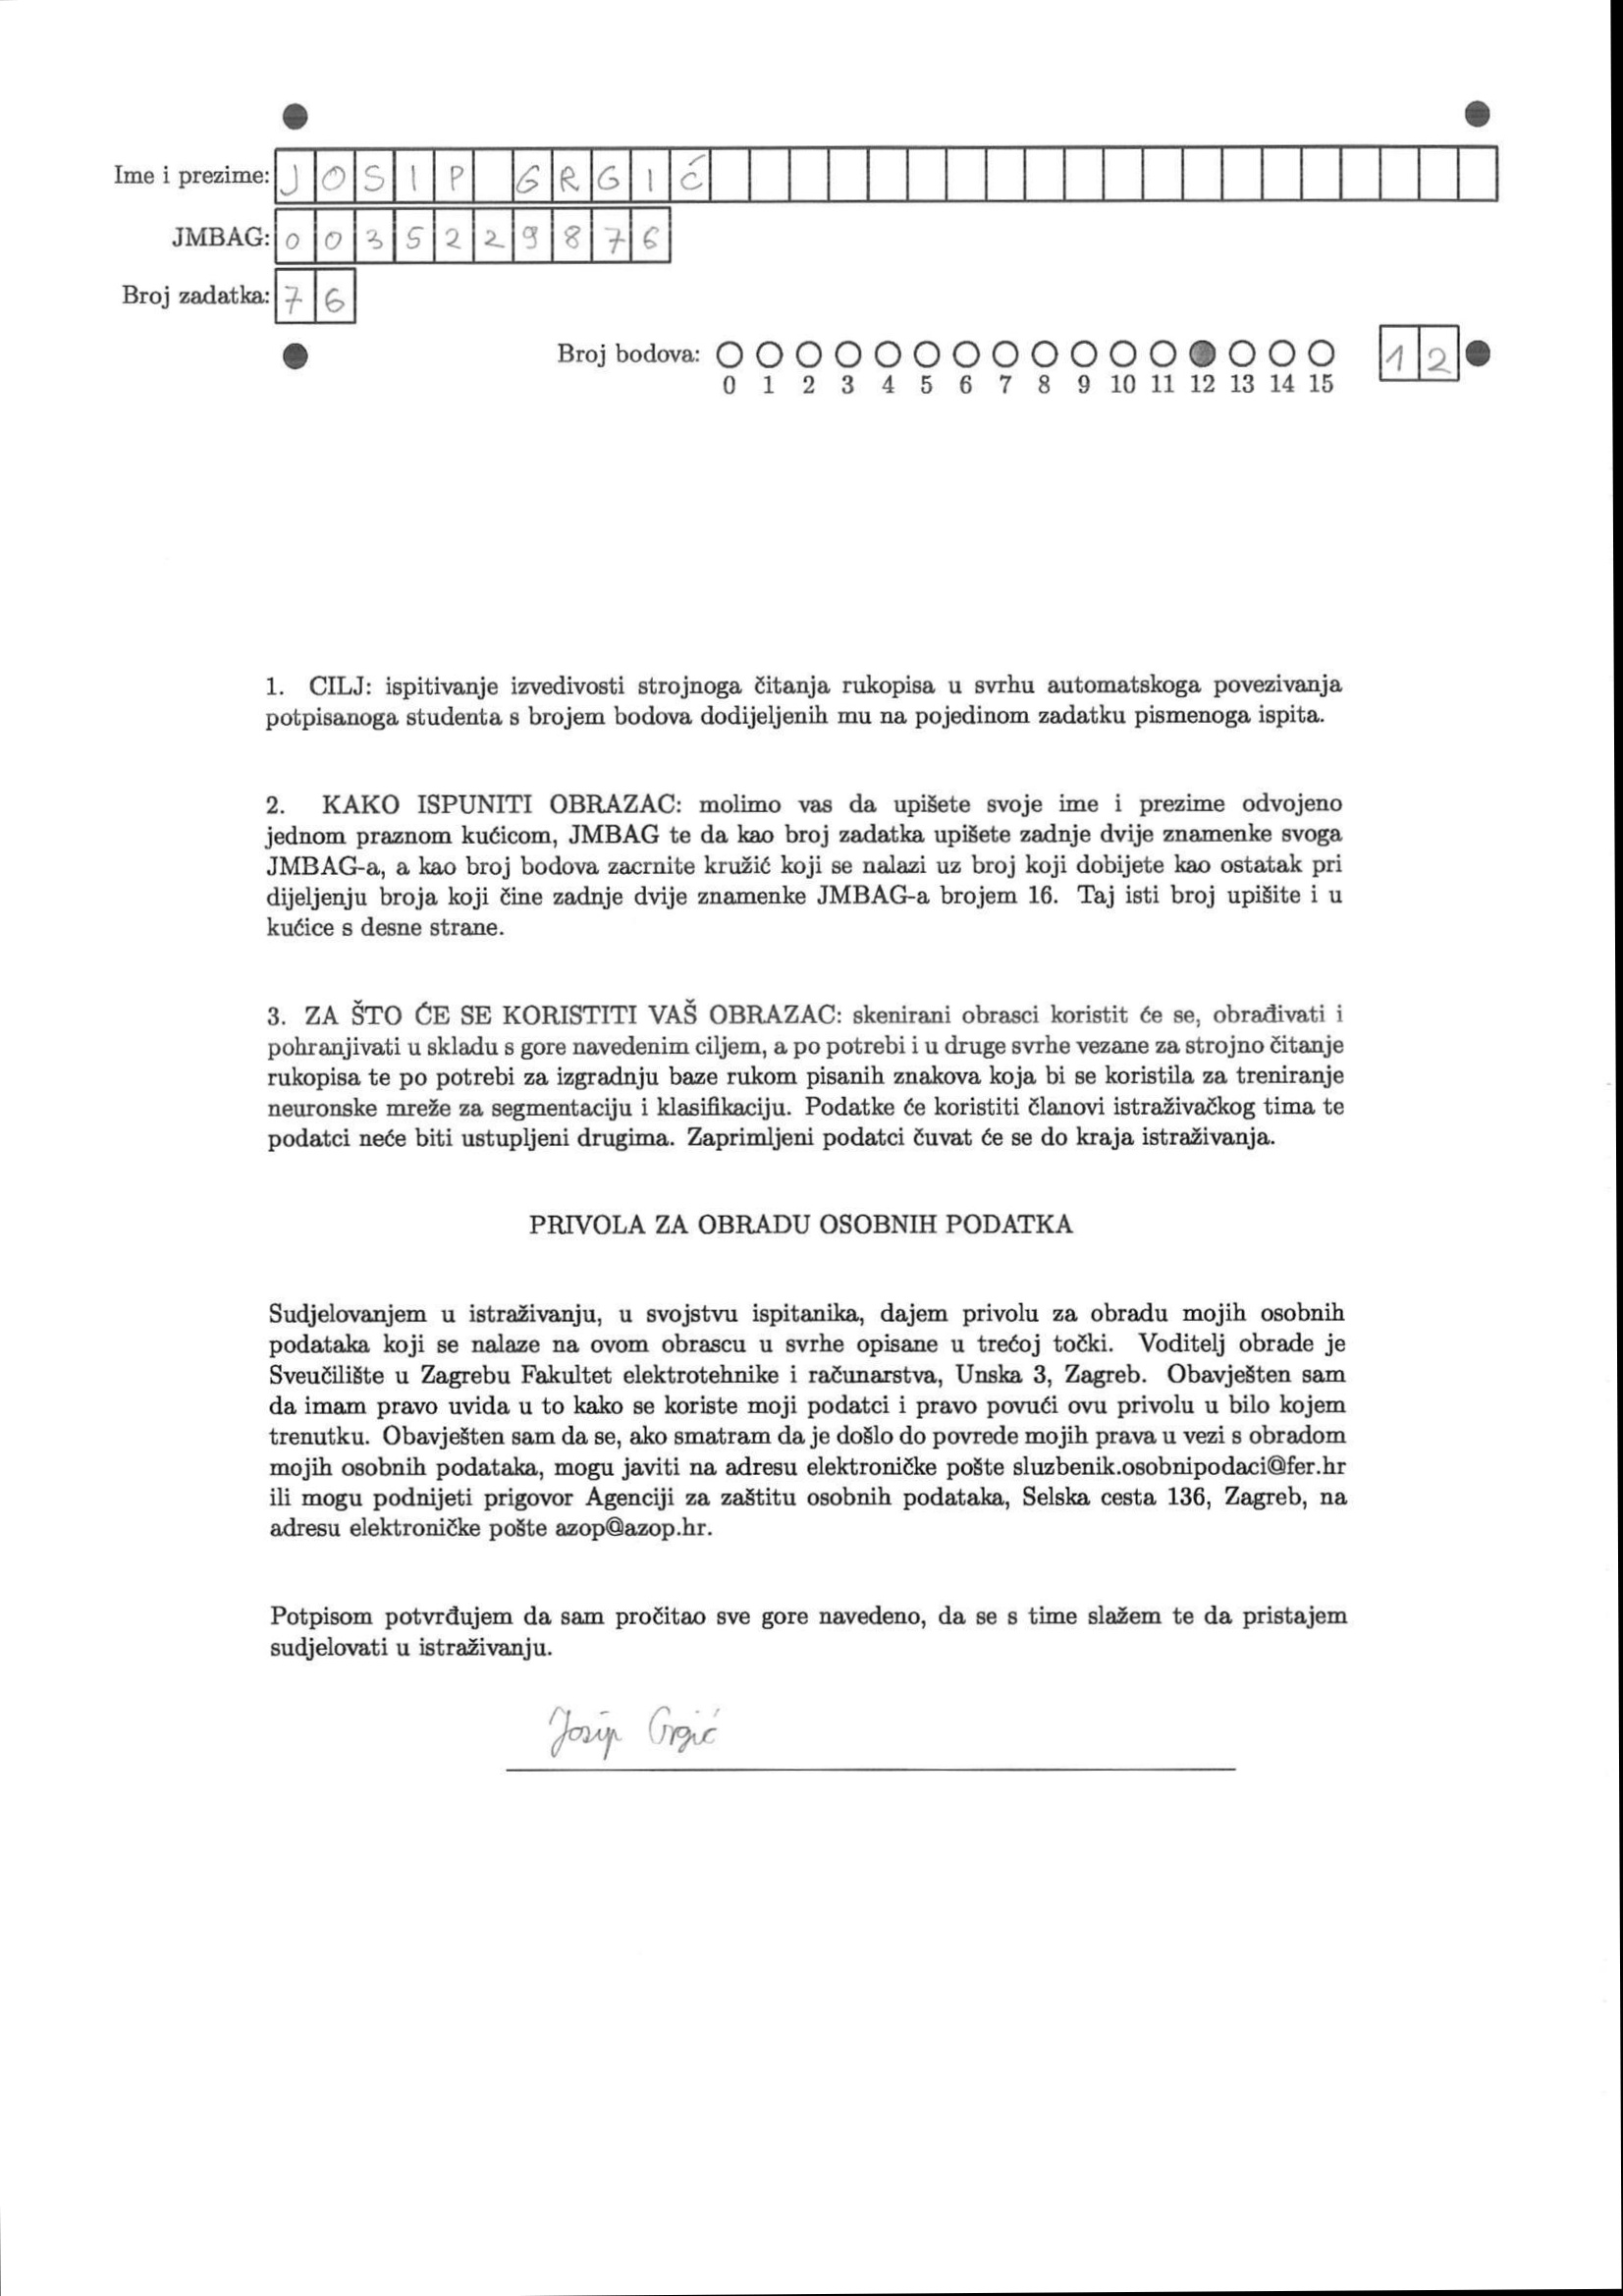 Ime i prezime: JOSIP GRGIĆ
JMBAG: 0035229876
Broj zadatka: 76
Broj bodova: 12
0 1 2 3 4 5 6 7 8 9 10 11 12 13 14 15
1. CILJ: ispitivanje izvedivosti strojnoga čitanja rukopisa u svrhu automatskoga povezivanja
potpisanoga studenta s brojem bodova dodijeljenih mu na pojedinom zadatku pismenoga ispita.
2. KAKO ISPUNITI OBRAZAC: molimo vas da upišete svoje ime i prezime odvojeno
jednom praznom kućicom, JMBAG te da kao broj zadatka upišete zadnje dvije znamenke svoga
JMBAG-a, a kao broj bodova zacrnite kružić koji se nalazi uz broj koji dobijete kao ostatak pri
dijeljenju broja koji čine zadnje dvije znamenke JMBAG-a brojem 16. Taj isti broj upišite i u
kućice s desne strane.
3. ZA ŠTO ĆE SE KORISTITI VAŠ OBRAZAC: skenirani obrasci koristit će se, obrađivati i
pohranjivati u skladu s gore navedenim ciljem, a po potrebi i u druge svrhe vezane za strojno čitanje
rukopisa te po potrebi za izgradnju baze rukom pisanih znakova koja bi se koristila za treniranje
neuronske mreže za segmentaciju i klasifikaciju. Podatke će koristiti članovi istraživačkog tima te
podatci neće biti ustupljeni drugima. Zaprimljeni podatci čuvat će se do kraja istraživanja.
PRIVOLA ZA OBRADU OSOBNIH PODATKA
Sudjelovanjem u istraživanju, u svojstvu ispitanika, dajem privolu za obradu mojih osobnih
podataka koji se nalaze na ovom obrascu u svrhe opisane u trećoj točki. Voditelj obrade je
Sveučilište u Zagrebu Fakultet elektrotehnike i računarstva, Unska 3, Zagreb. Obavješten sam
da imam pravo uvida u to kako se koriste moji podatci i pravo povući ovu privolu u bilo kojem
trenutku. Obavješten sam da se, ako smatram da je došlo do povrede mojih prava u vezi s obradom
mojih osobnih podataka, mogu javiti na adresu elektroničke pošte sluzbenik.osobnipodaci@fer.hr
ili mogu podnijeti prigovor Agenciji za zaštitu osobnih podataka, Selska cesta 136, Zagreb, na
adresu elektroničke pošte azop@azop.hr.
Potpisom potvrđujem da sam pročitao sve gore navedeno, da se s time slažem te da pristajem
sudjelovati u istraživanju.
Josip Grgić